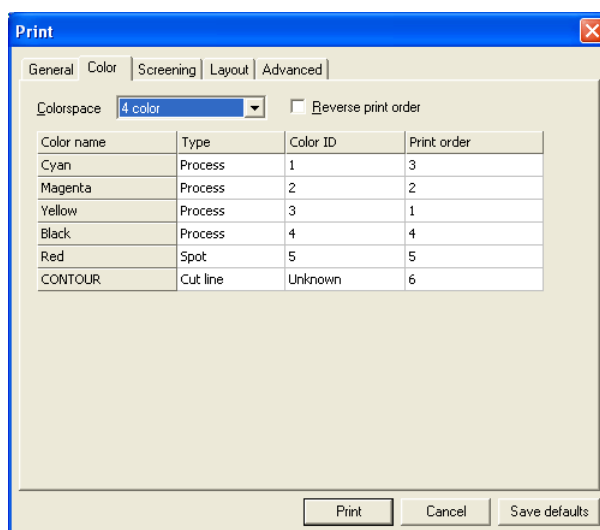 Print
General Color Screening Layout Advanced
Colorspace 4 color Reverse print order
Color name Type Color ID Print order
Cyan Process 1 3
Magenta Process 2 2
Yellow Process 3 1
Black Process 4 4
Red Spot 5 5
CONTOUR Cut line Unknown 6
Print Cancel Save defaults